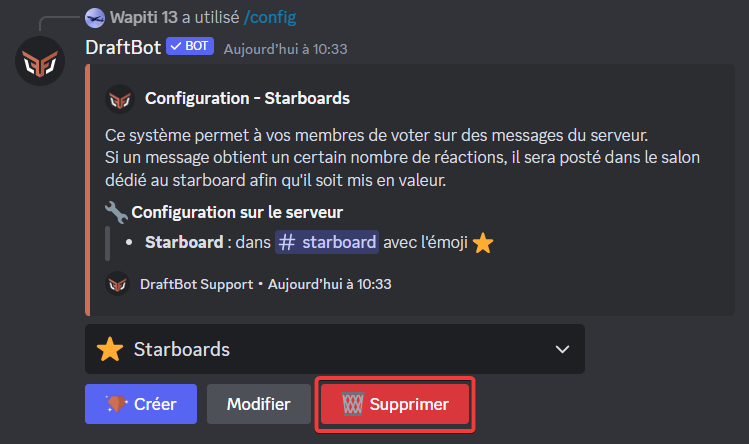 Wapiti 13 a utilisé /config
DraftBot ✓ BOT Aujourd'hui à 10:33
Configuration - Starboards
Ce système permet à vos membres de voter sur des messages du serveur.
Si un message obtient un certain nombre de réactions, il sera posté dans le salon
dédié au starboard afin qu'il soit mis en valeur.
Configuration sur le serveur
• Starboard : dans # starboard avec l'émoji ⭐
DraftBot Support • Aujourd'hui à 10:33
Starboards
Créer Modifier Supprimer